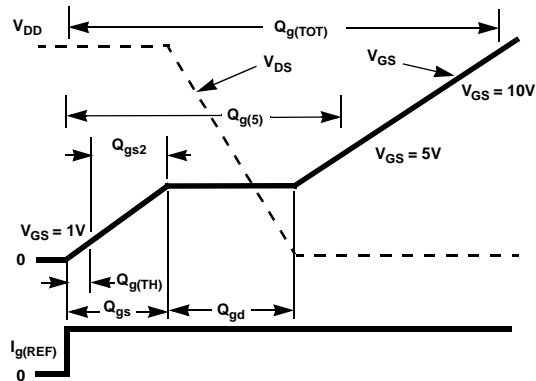 V_DD
Q_g(TOT)
V_DS
V_GS
V_GS = 10V
Q_g(5)
Q_gs2
V_GS = 5V
V_GS = 1V
0
Q_g(TH)
Q_gs
Q_gd
I_g(REF)
0